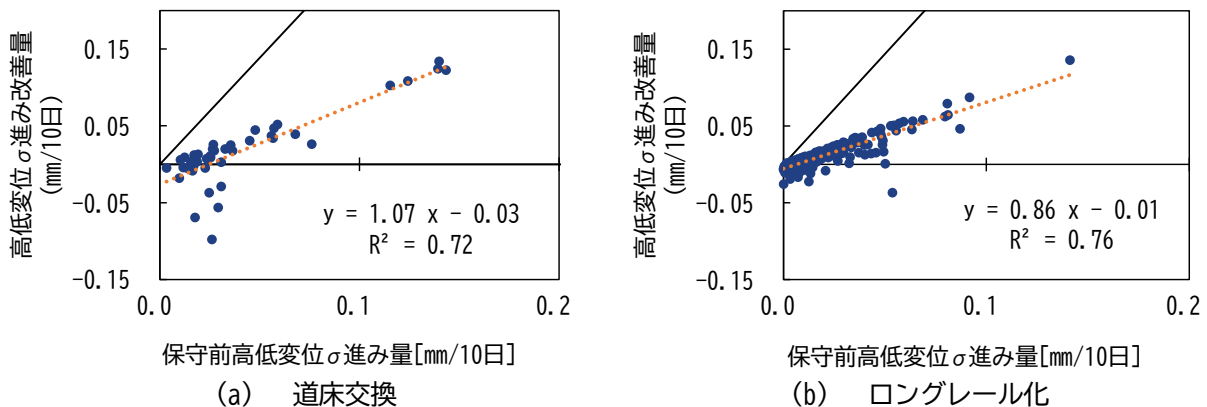 高低変位σ進み改善量
(mm/10日)
0.15
0.05
-0.05
-0.15
0.0
0.1
0.2
y = 1.07 x - 0.03
R² = 0.72
保守前高低変位σ進み量[mm/10日]
(a) 道床交換
高低変位σ進み改善量
(mm/10日)
0.15
0.05
-0.05
-0.15
0.0
0.1
0.2
y = 0.86 x - 0.01
R² = 0.76
保守前高低変位σ進み量[mm/10日]
(b) ロングレール化